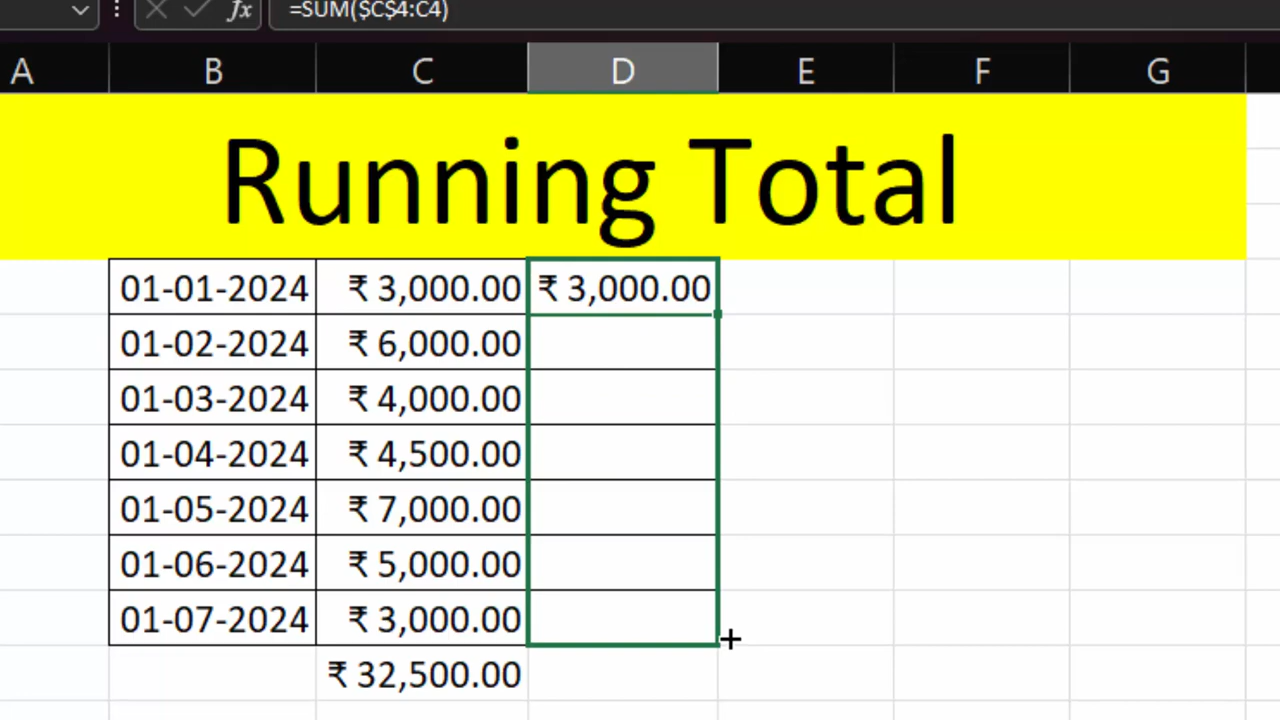 fx =SUM($C$4:C4)
A B C D E F G
Running Total
01-01-2024 ₹ 3,000.00 ₹ 3,000.00
01-02-2024 ₹ 6,000.00
01-03-2024 ₹ 4,000.00
01-04-2024 ₹ 4,500.00
01-05-2024 ₹ 7,000.00
01-06-2024 ₹ 5,000.00
01-07-2024 ₹ 3,000.00
₹ 32,500.00